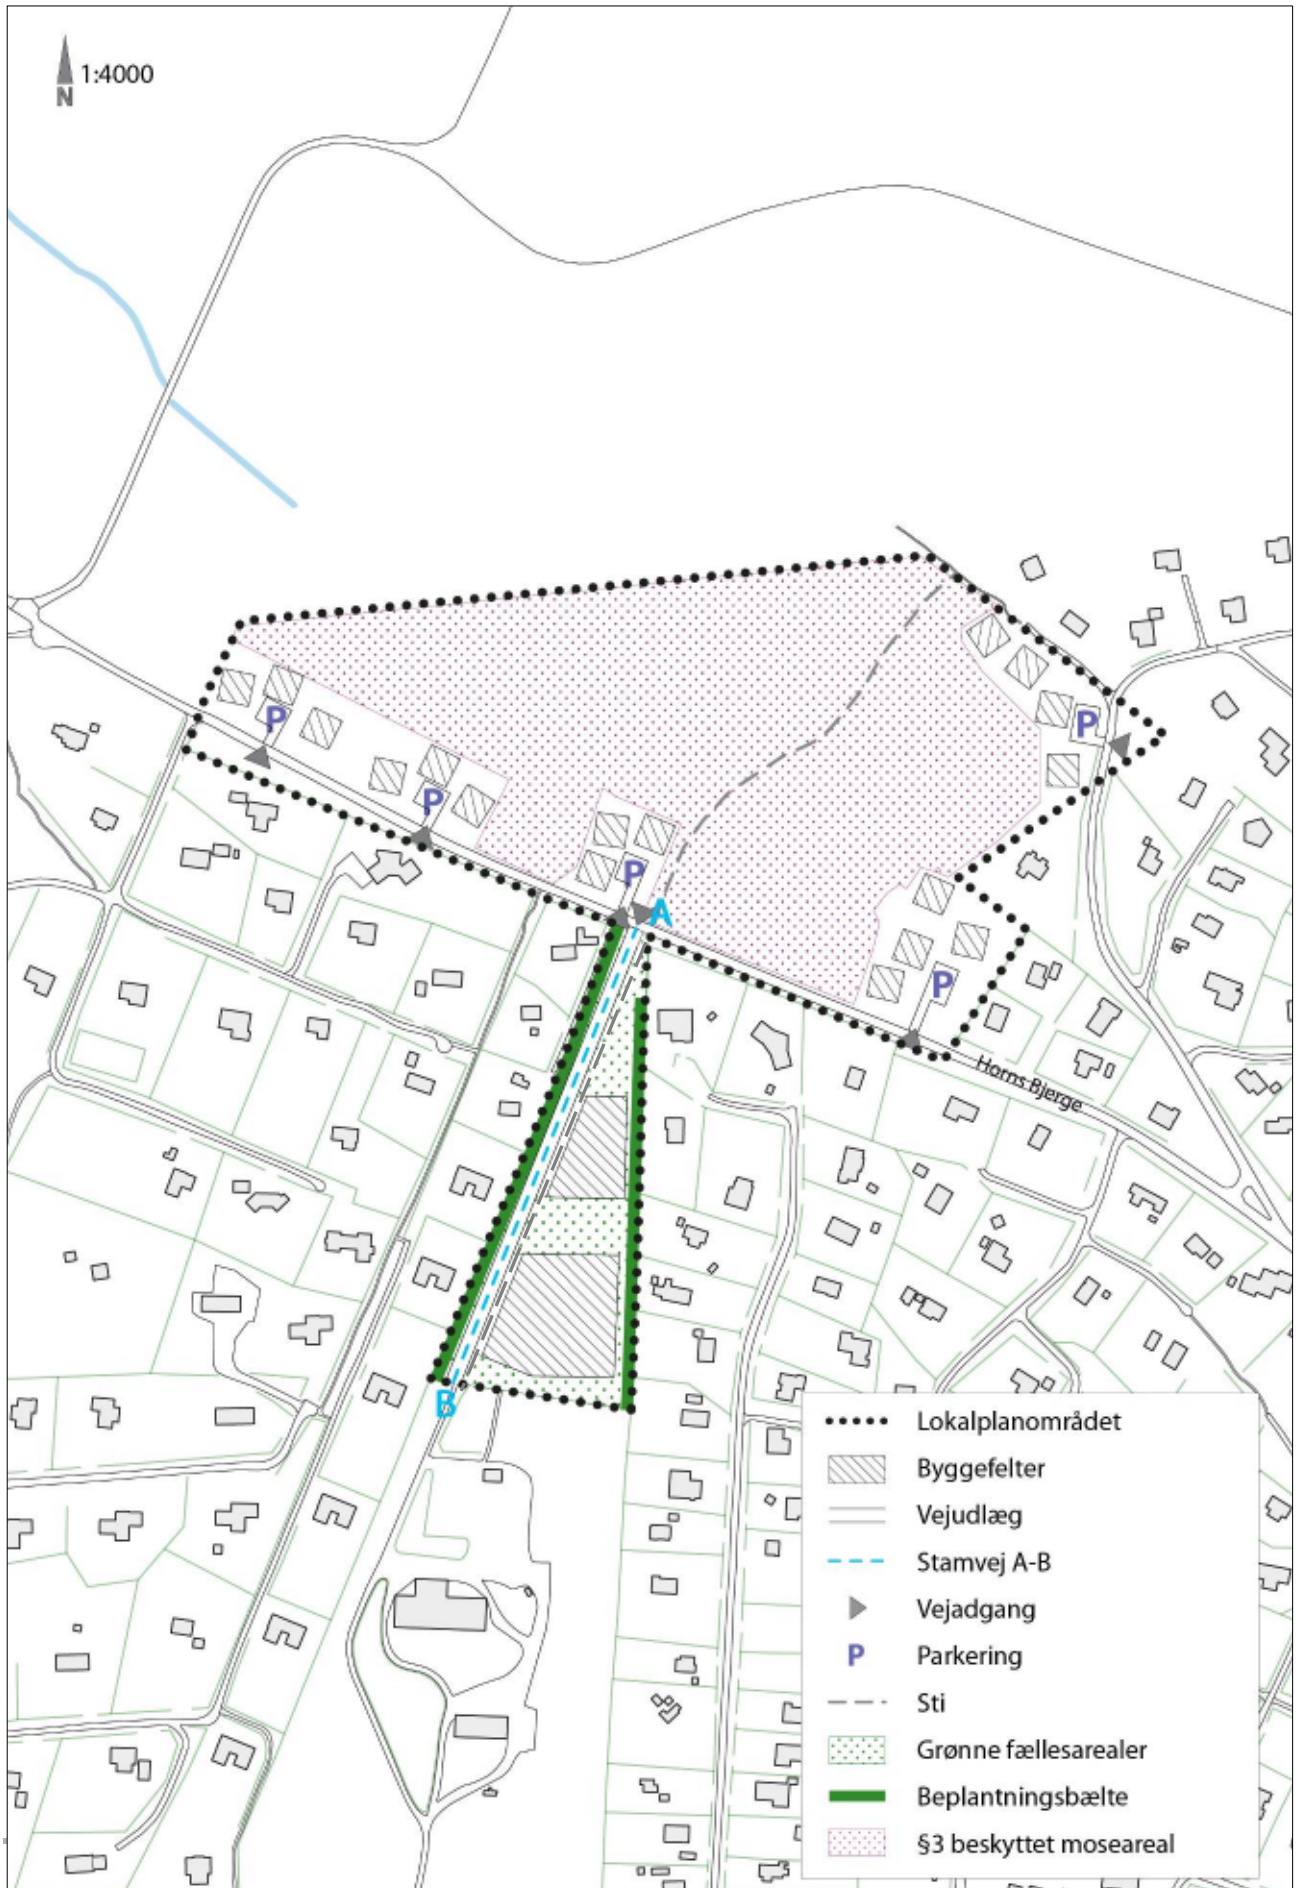 1:4000
N
P
P
P
P
A
P
Horns Bjerge
B
Lokalplanområdet
Byggefelter
Vejudlæg
Stamvej A-B
Vejadgang
P Parkering
Sti
Grønne fællesarealer
Beplantningsbælte
§3 beskyttet moseareal